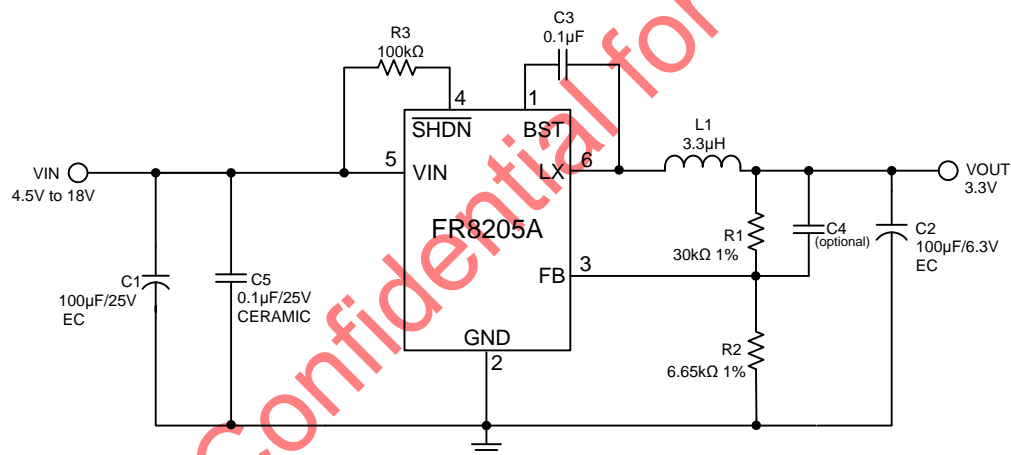 C3
0.1µF
R3
100kΩ
4
1
SHDN
BST
L1
3.3µH
5
VIN
LX
6
VIN
4.5V to 18V
VOUT
3.3V
FR8205A
R1
30kΩ 1%
C4
(optional)
C2
100µF/6.3V
EC
FB
3
C1
100µF/25V
EC
C5
0.1µF/25V
CERAMIC
GND
2
R2
6.65kΩ 1%
Confidential for